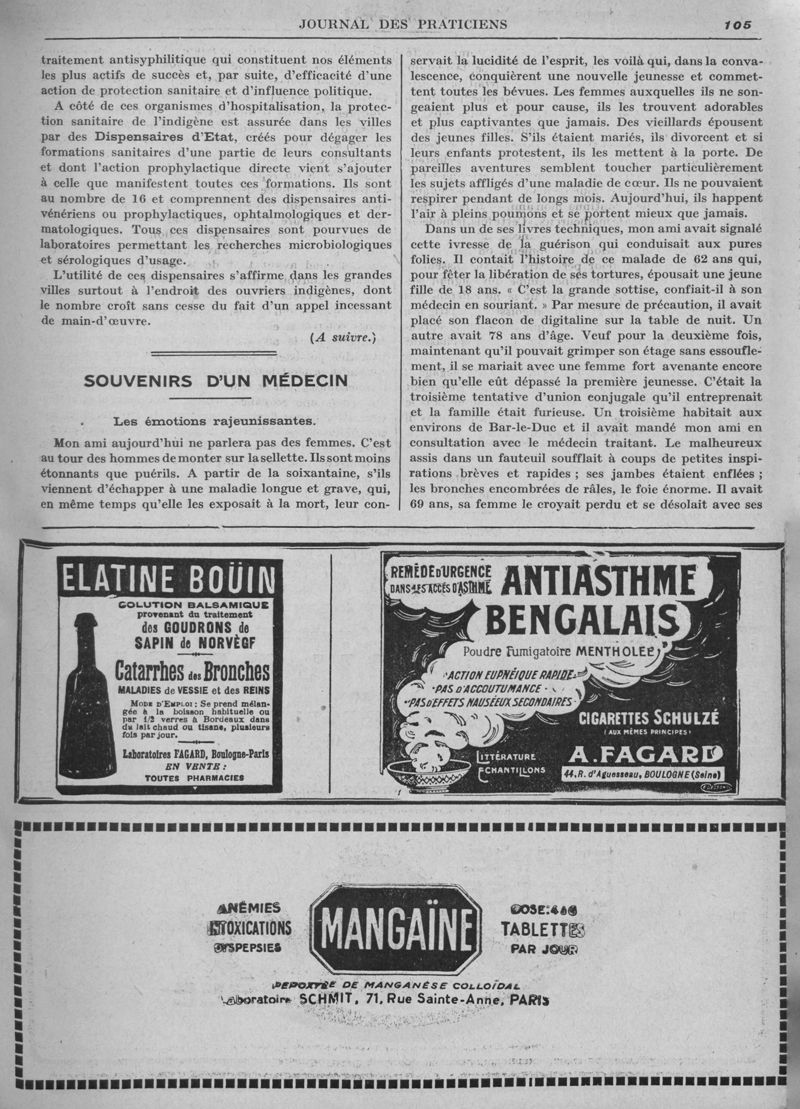 JOURNAL DES PRATICIENS
105
traitement antisyphilitique qui constituent nos éléments
les plus actifs de succès et, par suite, d'efficacité d'une
action de protection sanitaire et d'influence politique.
A côté de ces organismes d'hospitalisation, la protec-
tion sanitaire de l'indigène est assurée dans les villes
par des Dispensaires d'Etat, créés pour dégager les
formations sanitaires d'une partie de leurs consultants
et dont l'action prophylactique directe vient s'ajouter
à celle que manifestent toutes ces formations. Ils sont
au nombre de 16 et comprennent des dispensaires anti-
vénériens ou prophylactiques, ophtalmologiques et der-
matologiques. Tous ces dispensaires sont pourvues de
laboratoires permettant les recherches microbiologiques
et sérologiques d'usage.
L'utilité de ces dispensaires s'affirme dans les grandes
villes surtout à l'endroit des ouvriers indigènes, dont
le nombre croît sans cesse du fait d'un appel incessant
de main-d'œuvre.
(A suivre.)
SOUVENIRS D'UN MÉDECIN
Les émotions rajeunissantes.
Mon ami aujourd'hui ne parlera pas des femmes. C'est
au tour des hommes de monter sur la sellette. Ils sont moins
étonnants que puérils. A partir de la soixantaine, s'ils
viennent d'échapper à une maladie longue et grave, qui,
en même temps qu'elle les exposait à la mort, leur con-
servait la lucidité de l'esprit, les voilà qui, dans la conva-
lescence, conquièrent une nouvelle jeunesse et commet-
tent toutes les bévues. Les femmes auxquelles ils ne son-
geaient plus et pour cause, ils les trouvent adorables
et plus captivantes que jamais. Des vieillards épousent
des jeunes filles. S'ils étaient mariés, ils divorcent et si
leurs enfants protestent, ils les mettent à la porte. De
pareilles aventures semblent toucher particulièrement
les sujets affligés d'une maladie de cœur. Ils ne pouvaient
respirer pendant de longs mois. Aujourd'hui, ils happent
l'air à pleins poumons et se portent mieux que jamais.
Dans un de ses livres techniques, mon ami avait signalé
cette ivresse de la guérison qui conduisait aux pures
folies. Il contait l'histoire de ce malade de 62 ans qui,
pour fêter la libération de ses tortures, épousait une jeune
fille de 18 ans. « C'est la grande sottise, confiait-il à son
médecin en souriant. » Par mesure de précaution, il avait
placé son flacon de digitaline sur la table de nuit. Un
autre avait 78 ans d'âge. Veuf pour la deuxième fois,
maintenant qu'il pouvait grimper son étage sans essouffle-
ment, il se mariait avec une femme fort avenante encore
bien qu'elle eût dépassé la première jeunesse. C'était la
troisième tentative d'union conjugale qu'il entreprenait
et la famille était furieuse. Un troisième habitait aux
environs de Bar-le-Duc et il avait mandé mon ami en
consultation avec le médecin traitant. Le malheureux
assis dans un fauteuil soufflait à coups de petites inspi-
rations brèves et rapides ; ses jambes étaient enflées ;
les bronches encombrées de râles, le foie énorme. Il avait
69 ans, sa femme le croyait perdu et se désolait avec ses
ELATINE BOÜIN
SOLUTION BALSAMIQUE
provenant du traitement
des GOUDRONS de
SAPIN de NORVÈGE
Catarrhes des Bronches
MALADIES de VESSIE et des REINS
MODE D'EMPLOI : Se prend mélan-
gée à la boisson habituelle ou
par 1/2 verres à Bordeaux dans
du lait chaud ou tisane, plusieurs
fois par jour.
Laboratoires FAGARD, Boulogne-Paris
EN VENTE :
TOUTES PHARMACIES
REMÈDE D'URGENCE
DANS LES ACCÈS D'ASTHME
ANTIASTHME
BENGALAIS
Poudre Fumigatoire MENTHOLÉE
ACTION EUPNÉIQUE RAPIDE
PAS D'ACCOUTUMANCE
PAS D'EFFETS NAUSÉEUX SECONDAIRES
CIGARETTES SCHULZÉ
(AUX MÊMES PRINCIPES)
LITTÉRATURE
ECHANTILLONS
A. FAGARD
44, R. d'Aguesseau, BOULOGNE (Seine)
ANÉMIES
INTOXICATIONS
DYSPEPSIES
MANGAÏNE
DOSE: 4 à 6
TABLETTES
PAR JOUR
DE MANGANÈSE COLLOÏDAL
Laboratoire SCHMIT, 71, Rue Sainte-Anne, PARIS